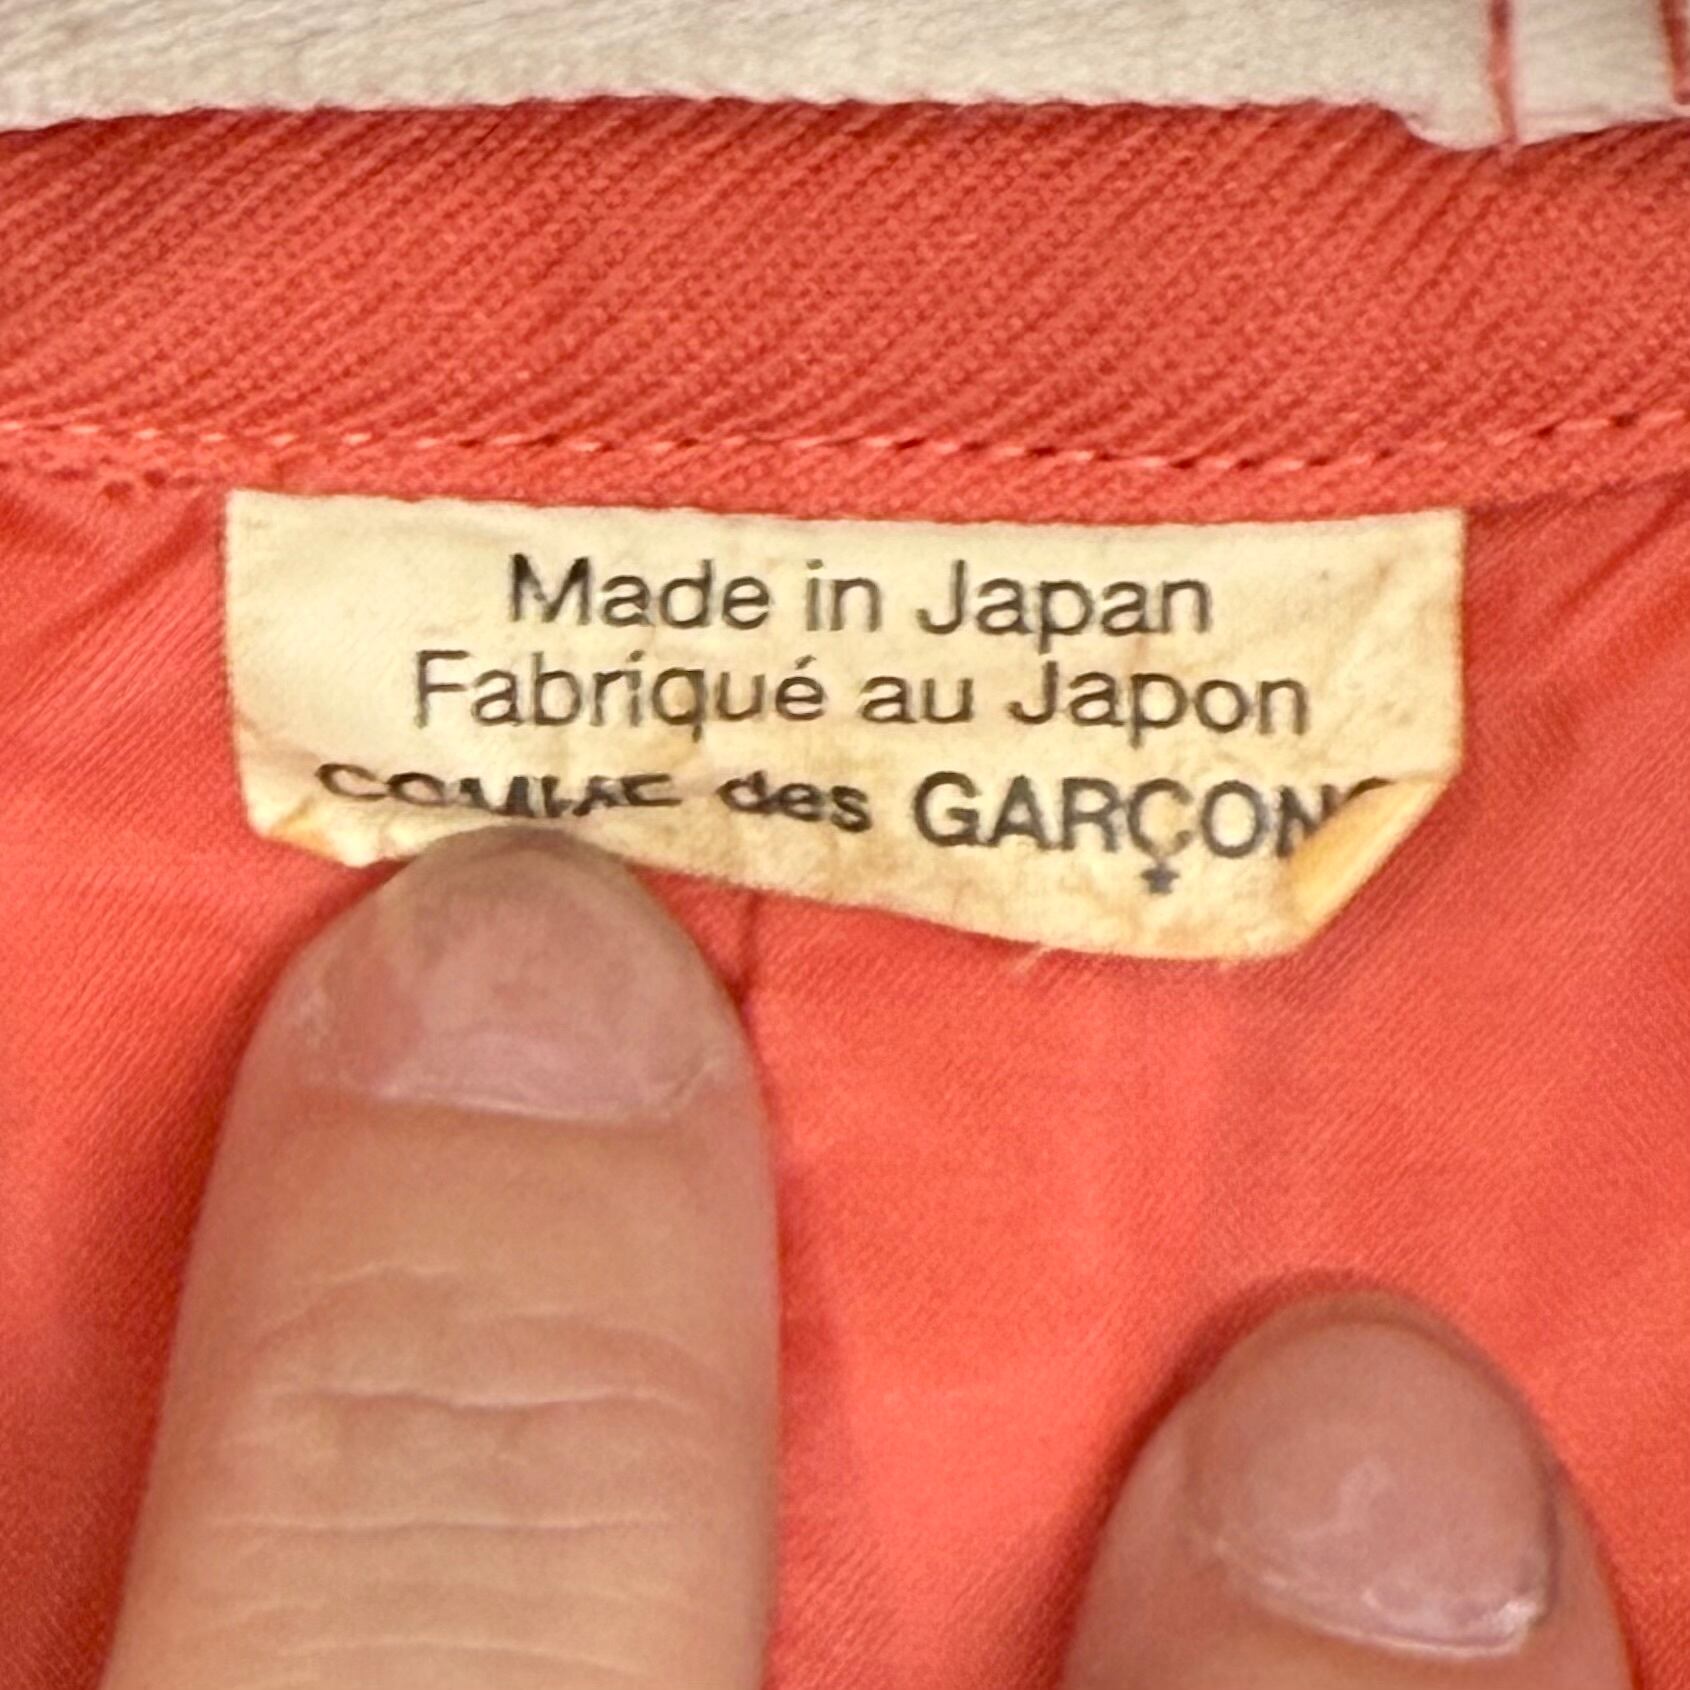 Made in Japan
Fabriqué au Japon
COMME des GARÇONS